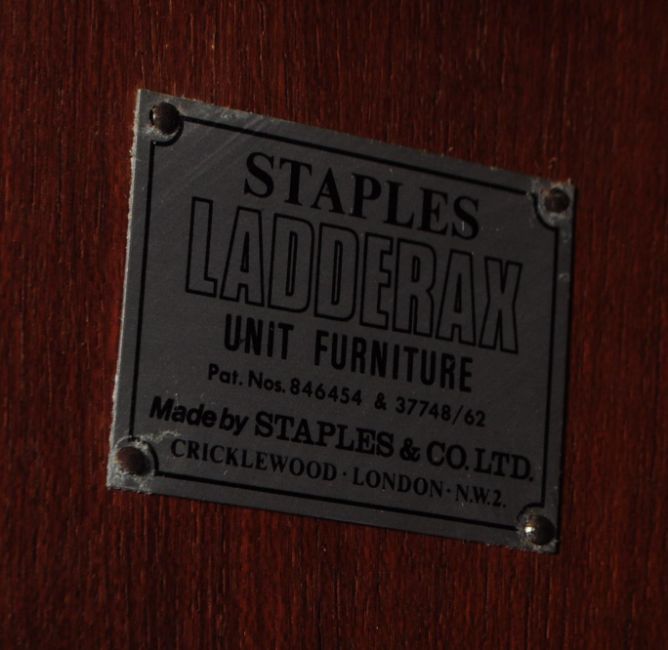 STAPLES
LADDERAX
UNIT FURNITURE
Pat. Nos. 846454 & 37748/62
Made by STAPLES & CO. LTD.
CRICKLEWOOD · LONDON · N.W.2.